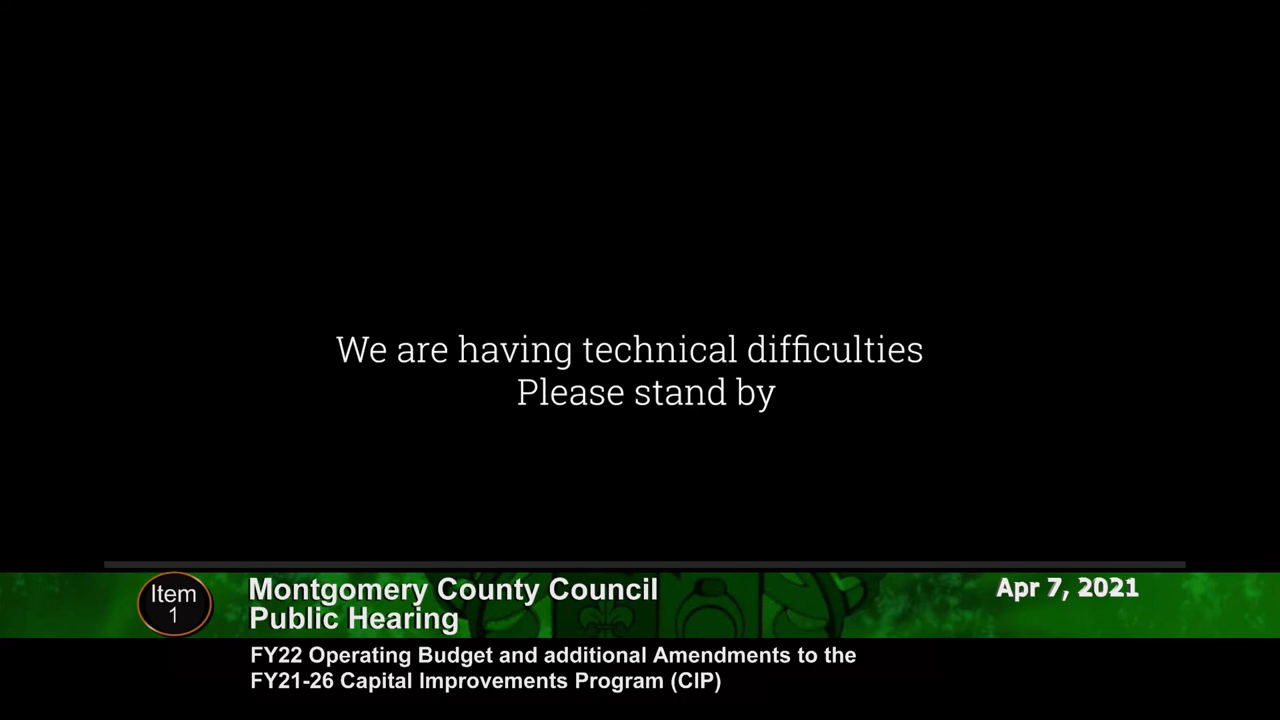 We are having technical difficulties
Please stand by
Item
1
Montgomery County Council
Public Hearing
Apr 7, 2021
FY22 Operating Budget and additional Amendments to the
FY21-26 Capital Improvements Program (CIP)